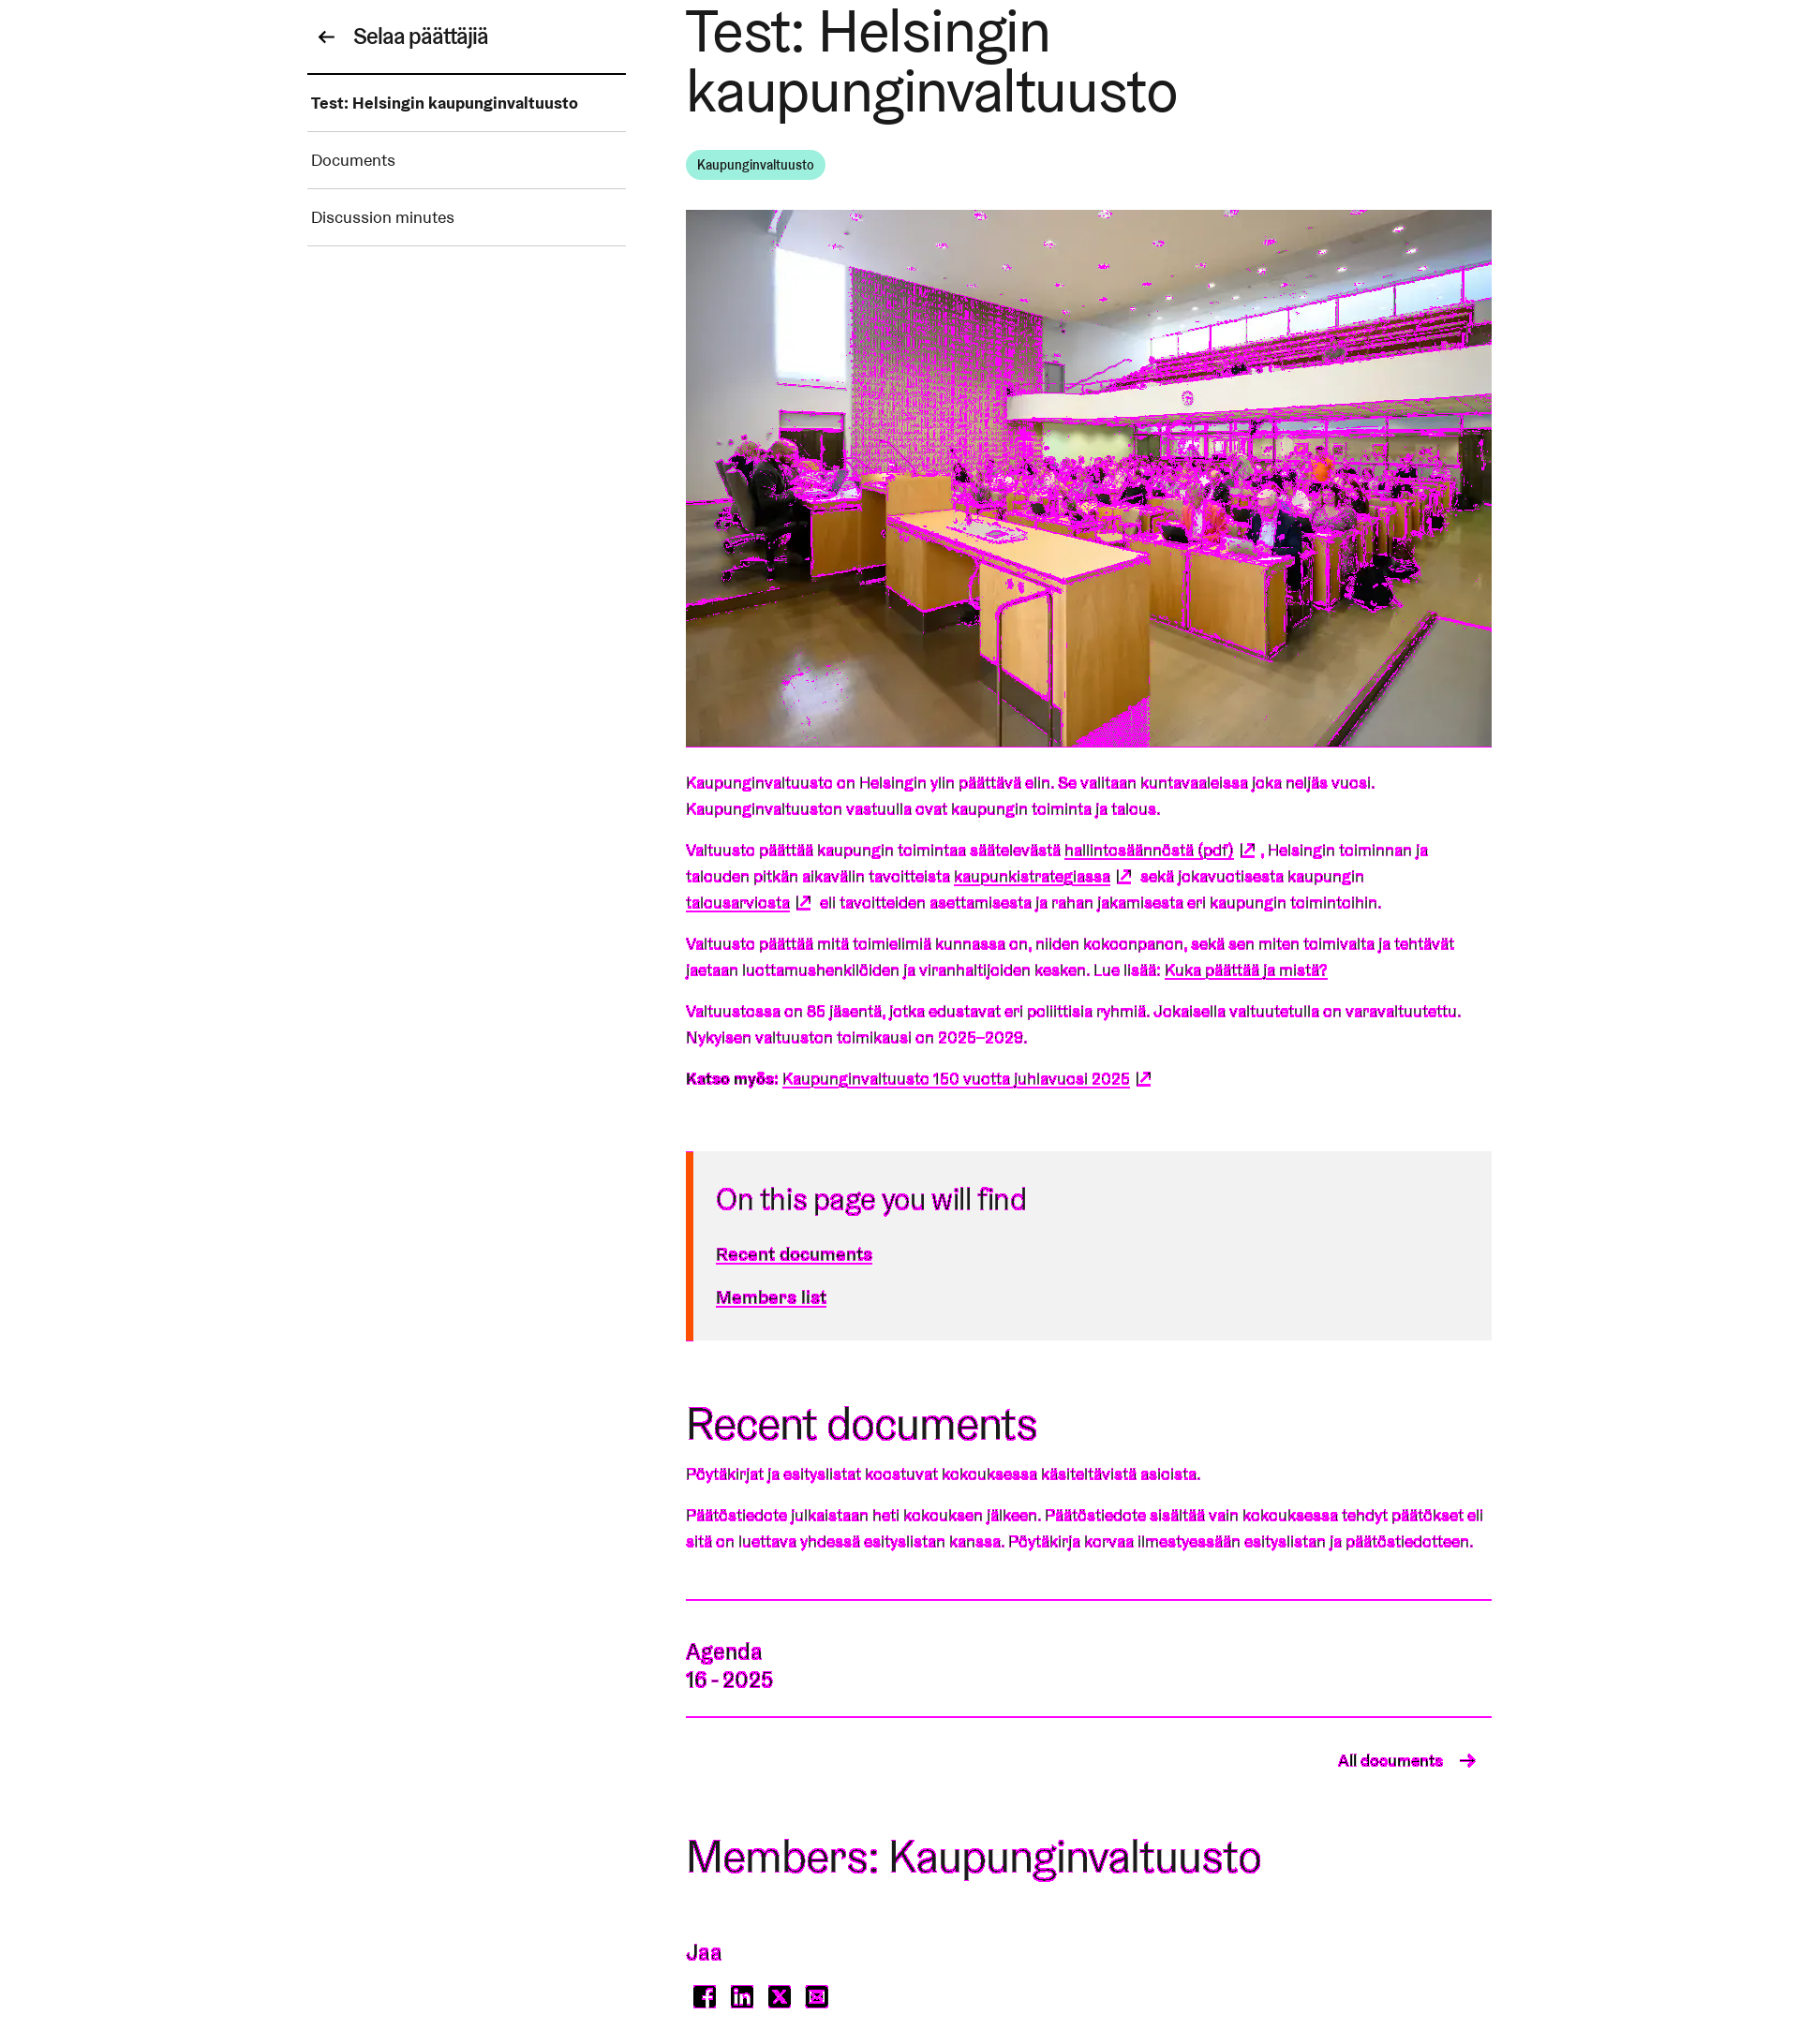 Selaa päättäjiä
Test: Helsingin kaupunginvaltuusto
Documents
Discussion minutes
Test: Helsingin
kaupunginvaltuusto
Kaupunginvaltuusto
Kaupunginvaltuusto on Helsingin ylin päättävä elin. Se valitaan kuntavaaleissa joka neljäs vuosi.
Kaupunginvaltuuston vastuulla ovat kaupungin toiminta ja talous.
Valtuusto päättää kaupungin toimintaa säätelevästä hallintosäännöstä (pdf) , Helsingin toiminnan ja
talouden pitkän aikavälin tavoitteista kaupunkistrategiassa sekä jokavuotisesta kaupungin
talousarviosta eli tavoitteiden asettamisesta ja rahan jakamisesta eri kaupungin toimintoihin.
Valtuusto päättää mitä toimielimiä kunnassa on, niiden kokoonpanon, sekä sen miten toimivalta ja tehtävät
jaetaan luottamushenkilöiden ja viranhaltijoiden kesken. Lue lisää: Kuka päättää ja mistä?
Valtuustossa on 85 jäsentä, jotka edustavat eri poliittisia ryhmiä. Jokaisella valtuutetulla on varavaltuutettu.
Nykyisen valtuuston toimikausi on 2025–2029.
Katso myös: Kaupunginvaltuusto 150 vuotta juhlavuosi 2025
On this page you will find
Recent documents
Members list
Recent documents
Pöytäkirjat ja esityslistat koostuvat kokouksessa käsiteltävistä asioista.
Päätöstiedote julkaistaan heti kokouksen jälkeen. Päätöstiedote sisältää vain kokouksessa tehdyt päätökset eli
sitä on luettava yhdessä esityslistan kanssa. Pöytäkirja korvaa ilmestyessään esityslistan ja päätöstiedotteen.
Agenda
16 - 2025
All documents
Members: Kaupunginvaltuusto
Jaa